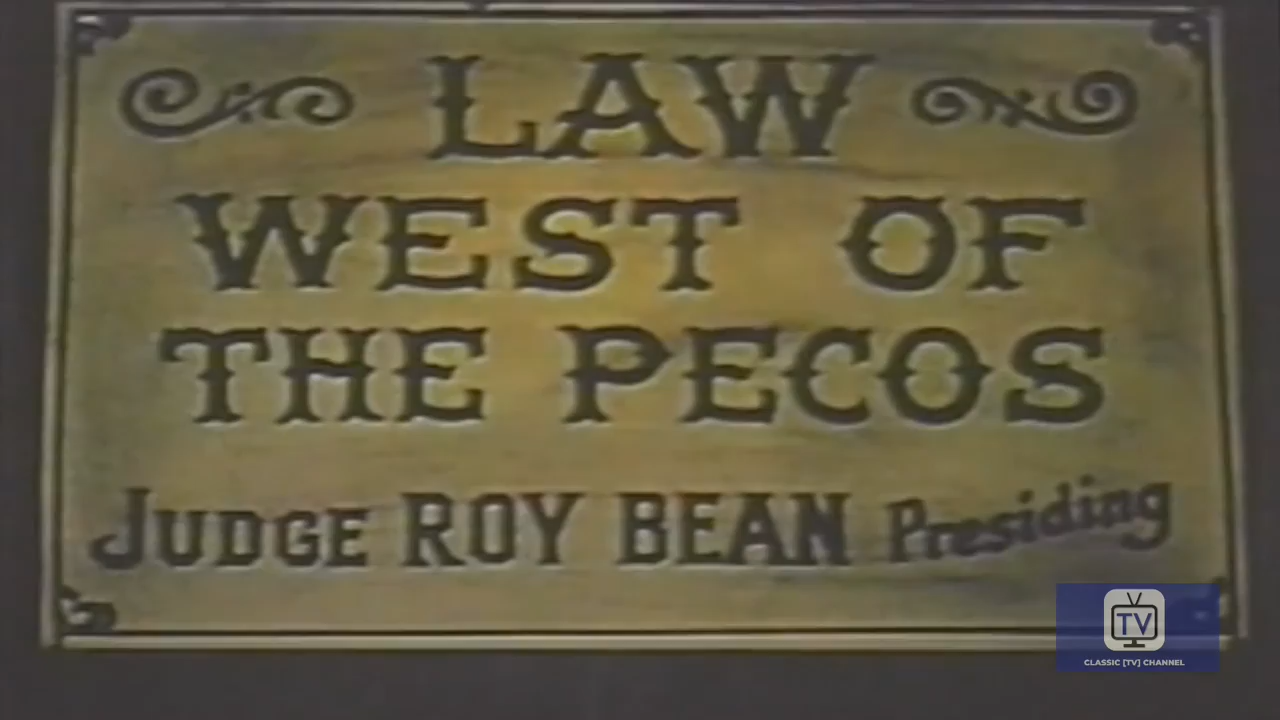 LAW
WEST OF
THE PECOS
JUDGE ROY BEAN Presiding
TV
CLASSIC [TV] CHANNEL